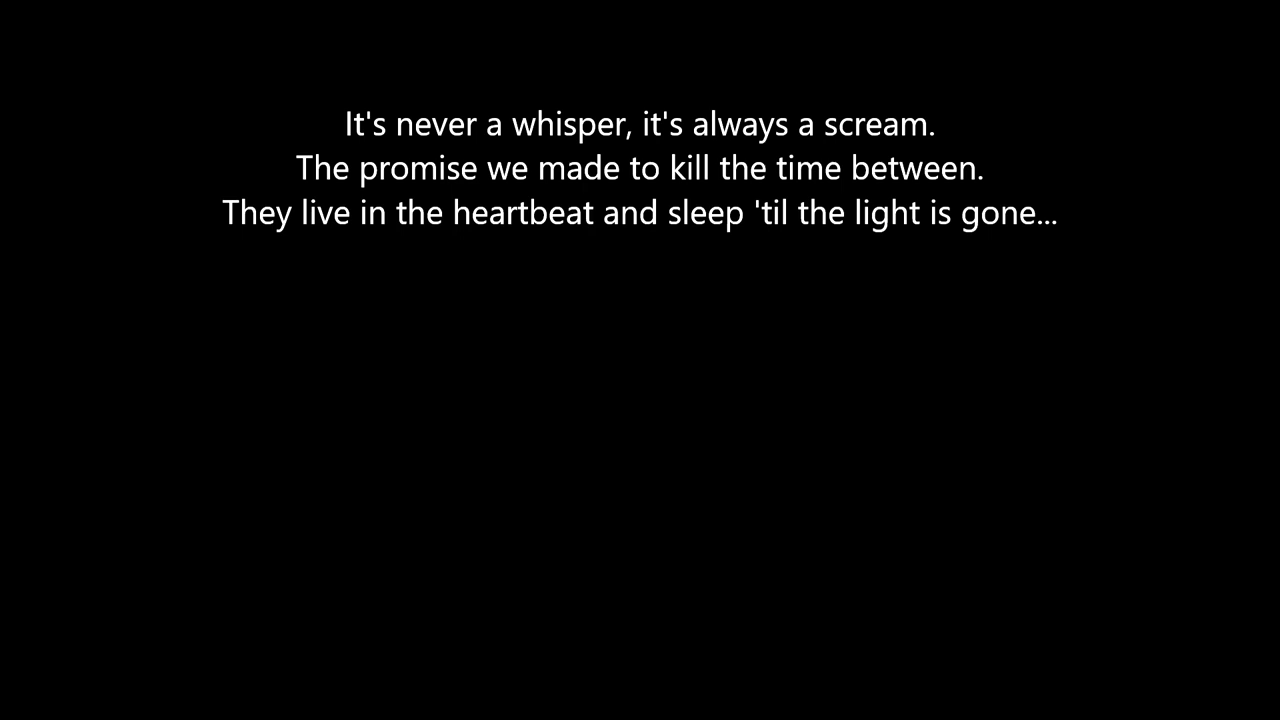 It's never a whisper, it's always a scream.
The promise we made to kill the time between.
They live in the heartbeat and sleep 'til the light is gone...